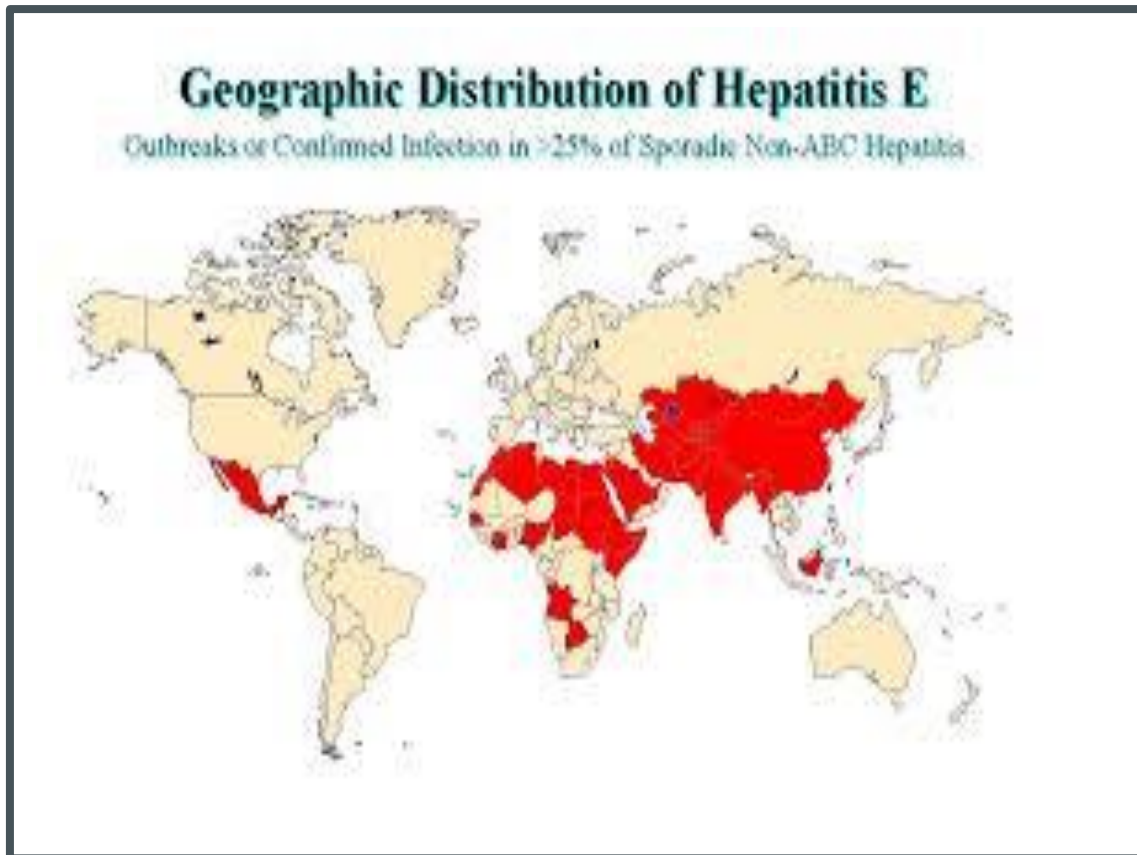 Geographic Distribution of Hepatitis E
Outbreaks or Confirmed Infection in >25% of Sporadic Non-ABC Hepatitis